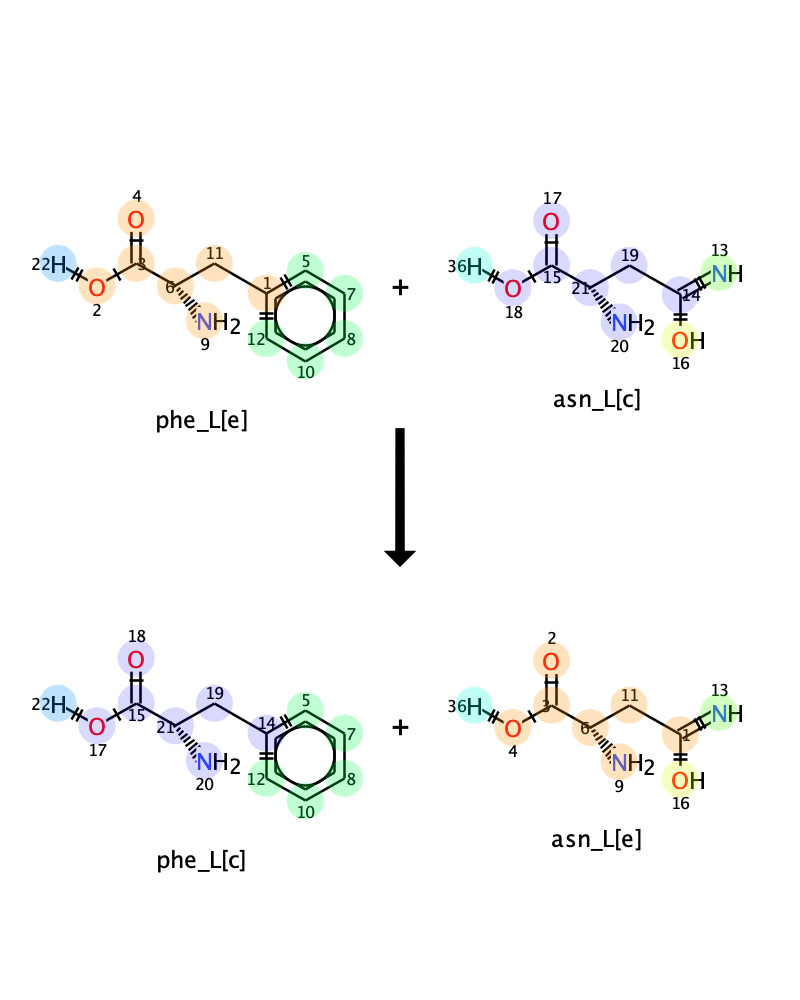 4
17
22H O 3 6 11 1 5
36H O 15 21 19 14 13 NH
O
O
2
NH2
9
7
8
12
10
+
18
NH2
20
OH
16
phe_L[e]
asn_L[c]
18
2
O
O
22H O 15 21 19 14 5
36H O 3 6 11 1 13 NH
17
NH2
20
7
8
12
10
+
4
NH2
9
OH
16
phe_L[c]
asn_L[e]